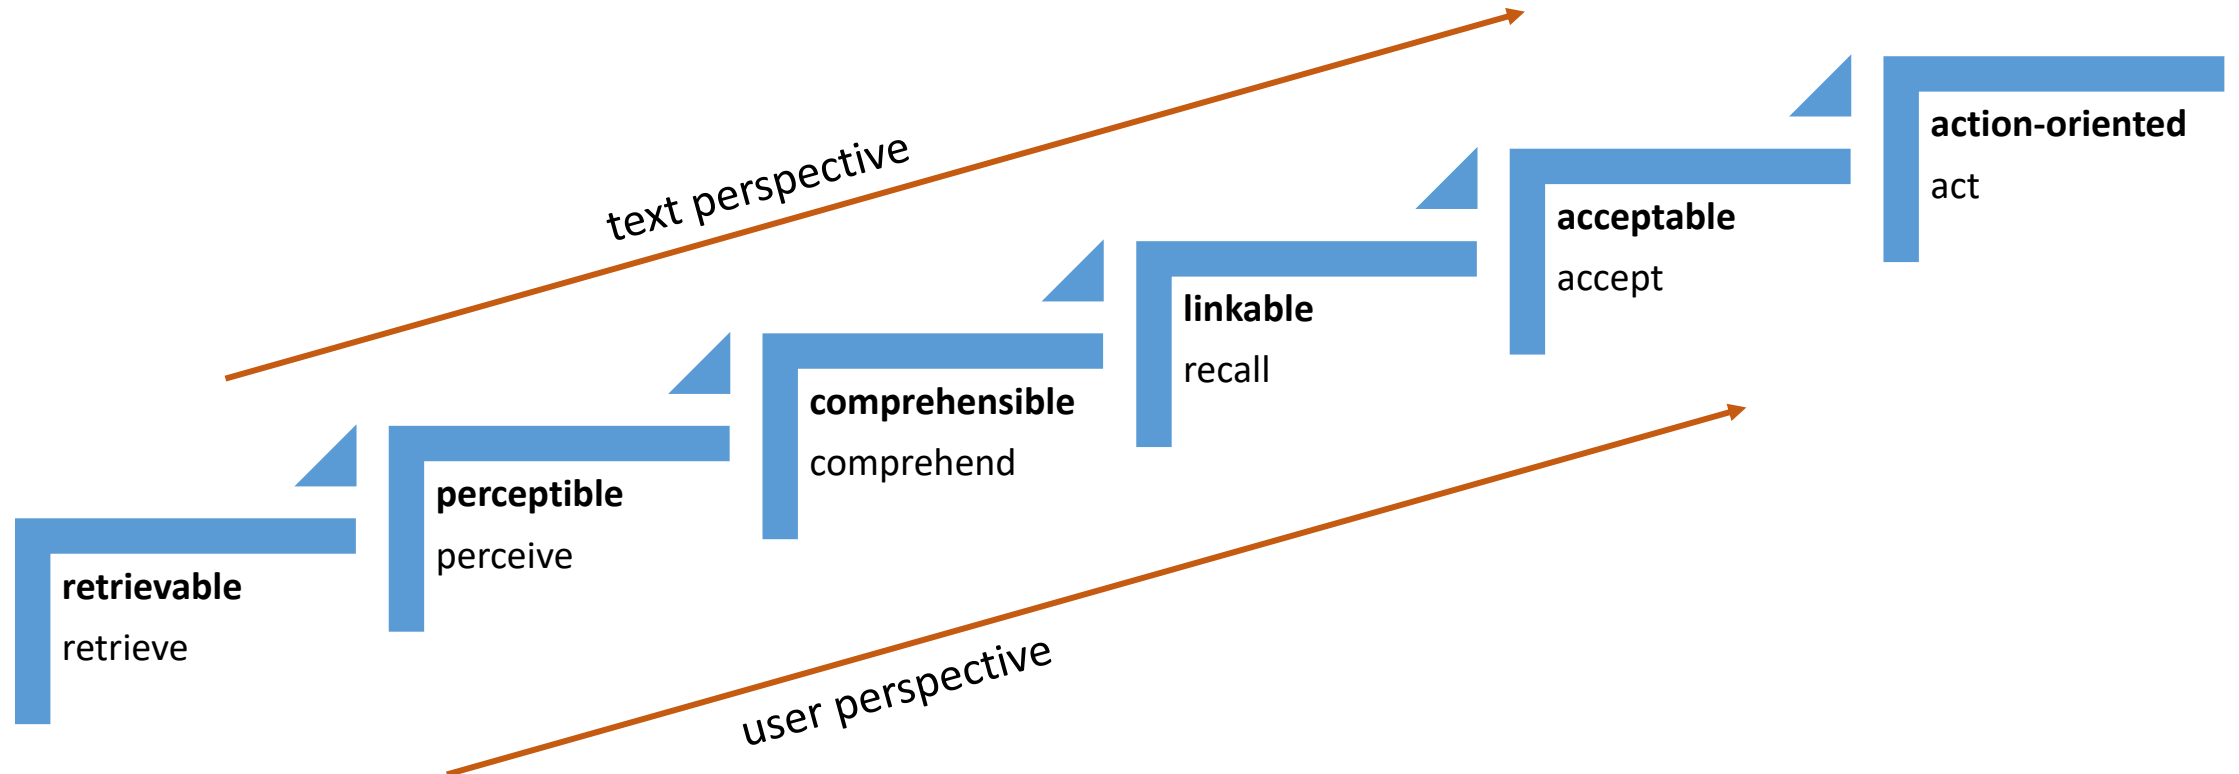 text perspective
action-oriented
act
acceptable
accept
linkable
recall
comprehensible
comprehend
perceptible
perceive
retrievable
retrieve
user perspective